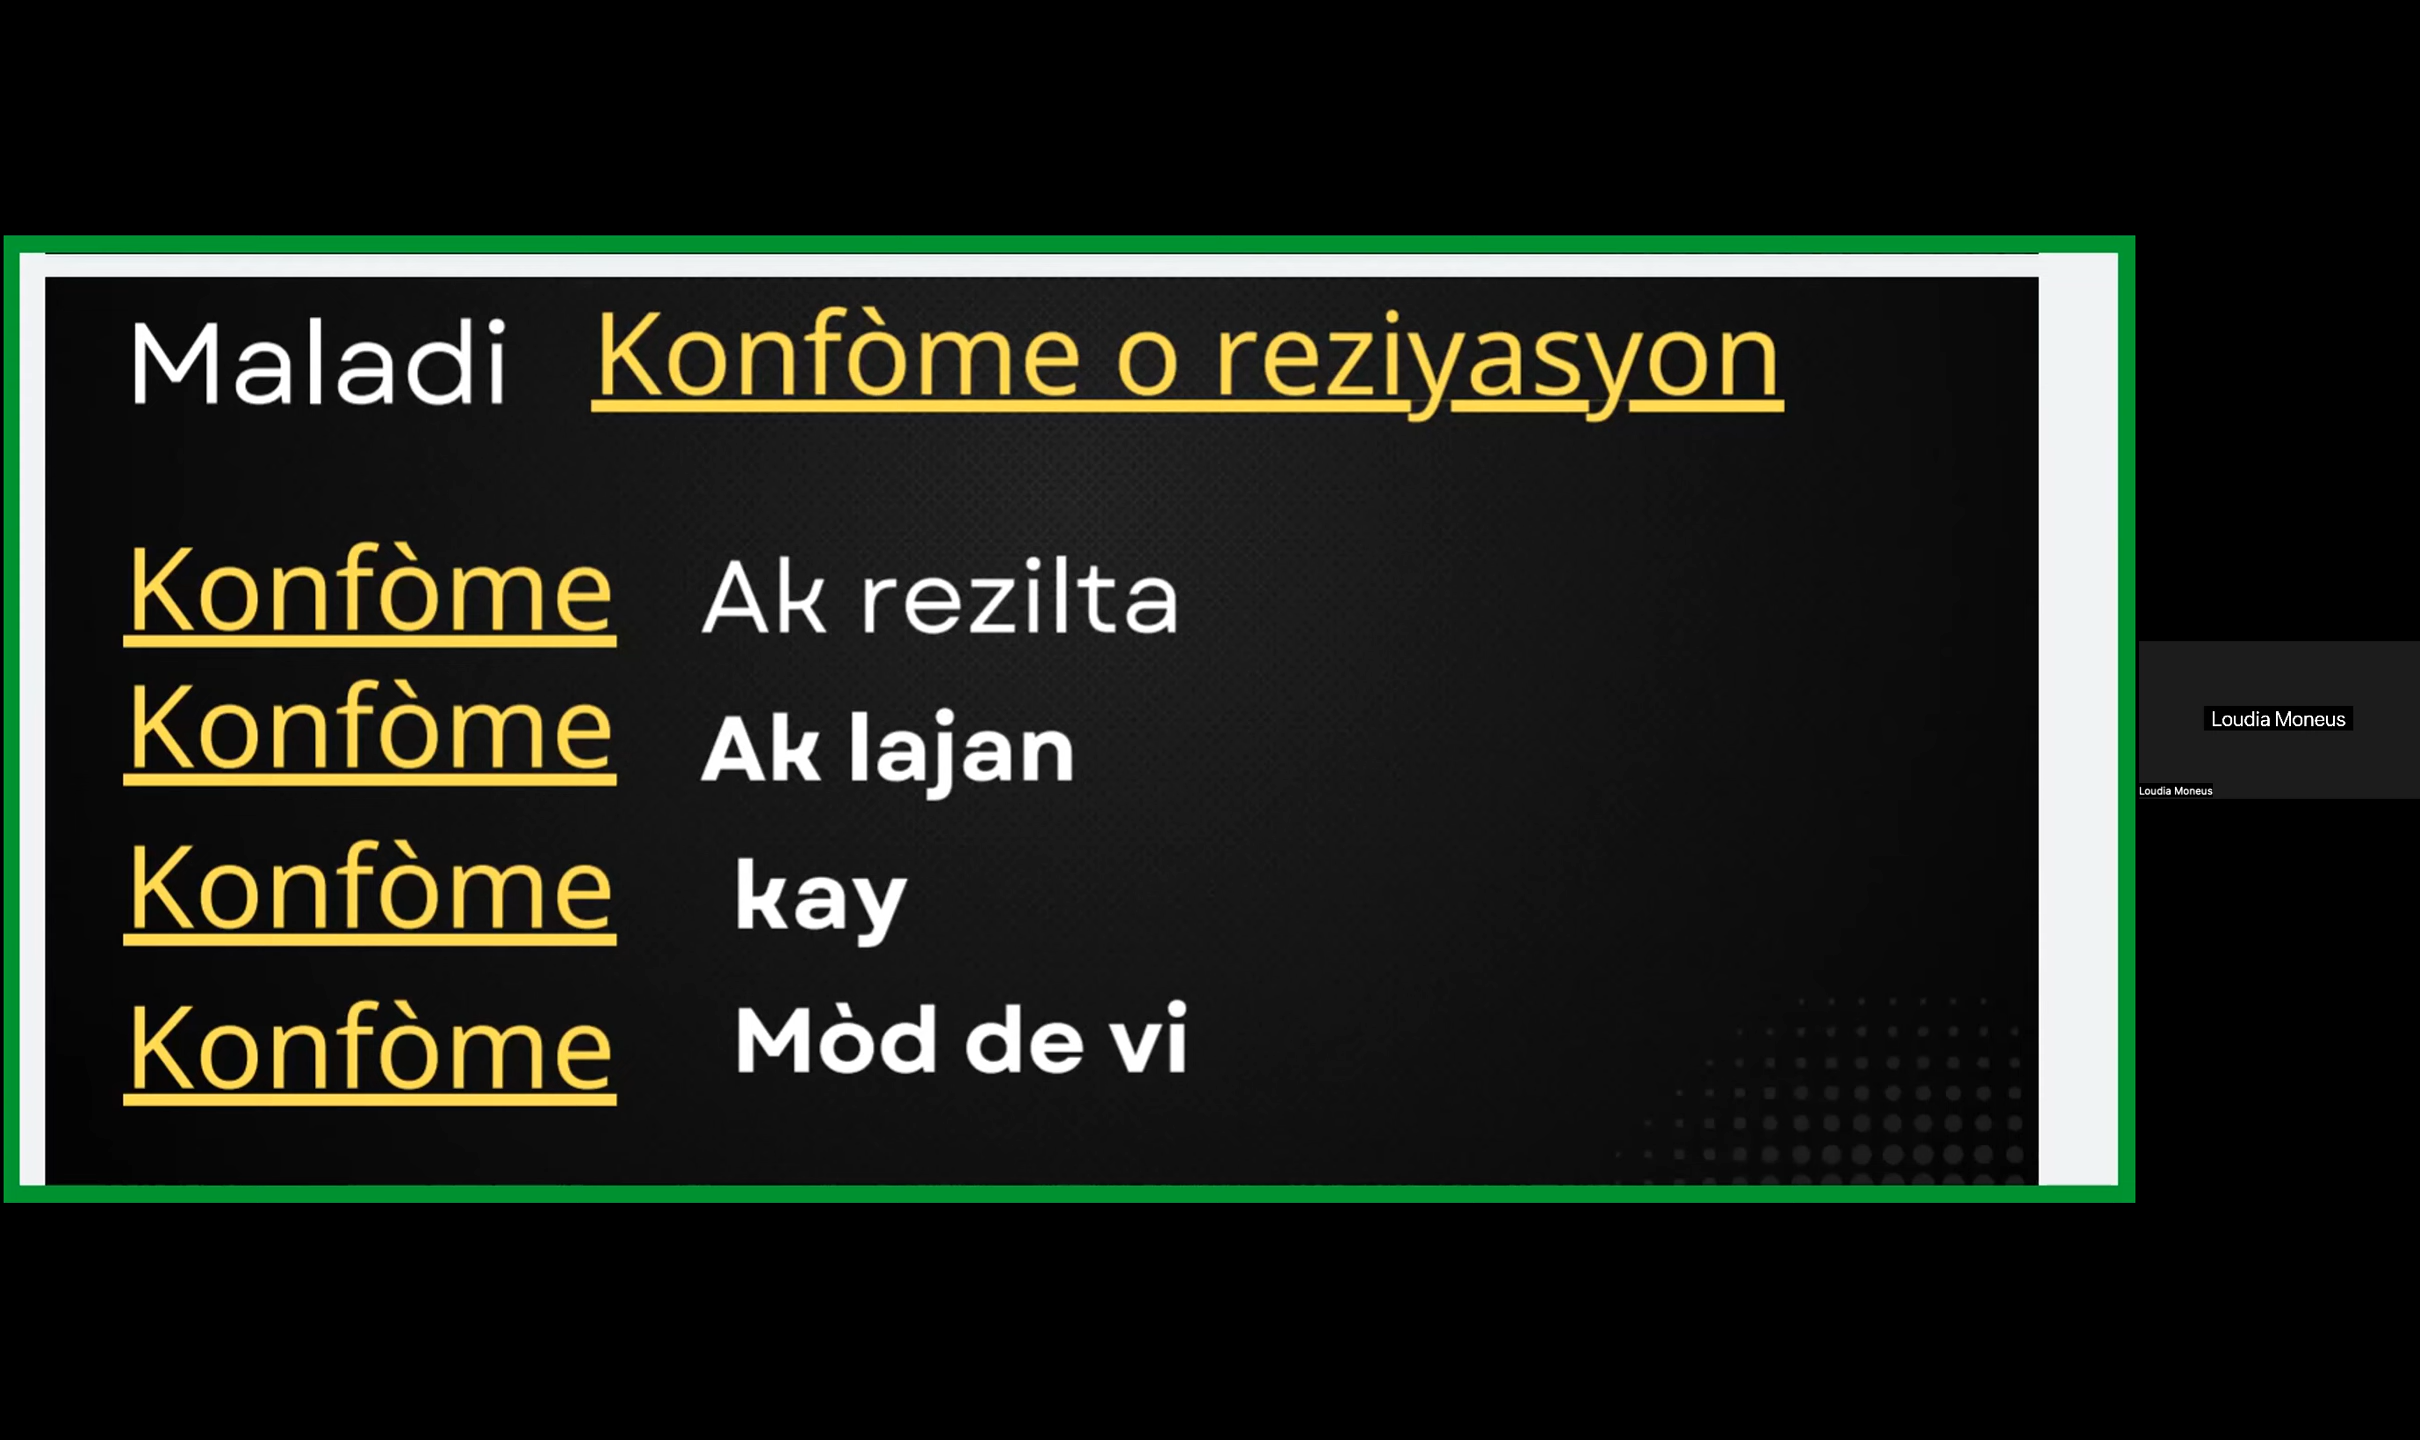 Maladi Konfòme o reziyasyon
Konfòme Ak rezilta
Konfòme Ak lajan
Konfòme kay
Konfòme Mòd de vi
Loudia Moneus
Loudia Moneus